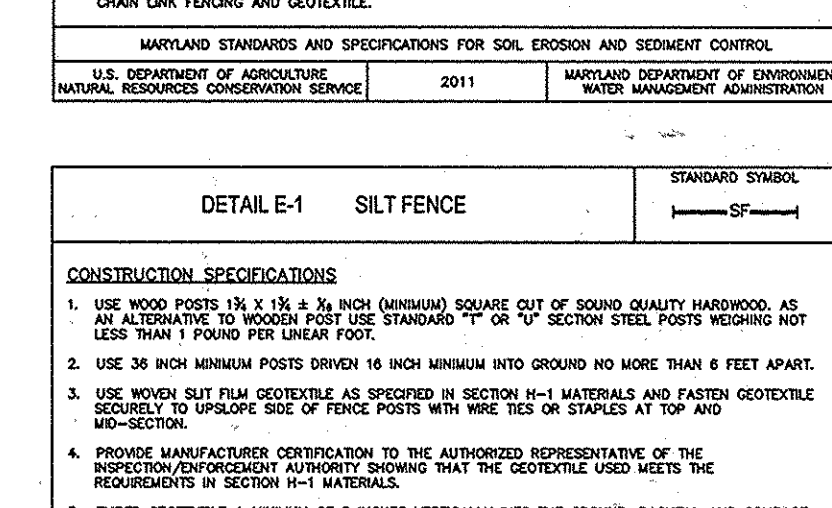 CHAIN LINK FENCING AND GEOTEXTILE.
MARYLAND STANDARDS AND SPECIFICATIONS FOR SOIL EROSION AND SEDIMENT CONTROL
U.S. DEPARTMENT OF AGRICULTURE
NATURAL RESOURCES CONSERVATION SERVICE
2011
MARYLAND DEPARTMENT OF ENVIRONMEN
WATER MANAGEMENT ADMINISTRATION
DETAIL E-1 SILT FENCE
STANDARD SYMBOL
SF
CONSTRUCTION SPECIFICATIONS
1. USE WOOD POSTS 1¾ X 1¾ ± 1/16 INCH (MINIMUM) SQUARE CUT OF SOUND QUALITY HARDWOOD. AS
AN ALTERNATIVE TO WOODEN POST USE STANDARD "T" OR "U" SECTION STEEL POSTS WEIGHING NOT
LESS THAN 1 POUND PER LINEAR FOOT.
2. USE 36 INCH MINIMUM POSTS DRIVEN 16 INCH MINIMUM INTO GROUND NO MORE THAN 6 FEET APART.
3. USE WOVEN SLIT FILM GEOTEXTILE AS SPECIFIED IN SECTION H-1 MATERIALS AND FASTEN GEOTEXTILE
SECURELY TO UPSLOPE SIDE OF FENCE POSTS WITH WIRE TIES OR STAPLES AT TOP AND
MID-SECTION.
4. PROVIDE MANUFACTURER CERTIFICATION TO THE AUTHORIZED REPRESENTATIVE OF THE
INSPECTION/ENFORCEMENT AUTHORITY SHOWING THAT THE GEOTEXTILE USED MEETS THE
REQUIREMENTS IN SECTION H-1 MATERIALS.